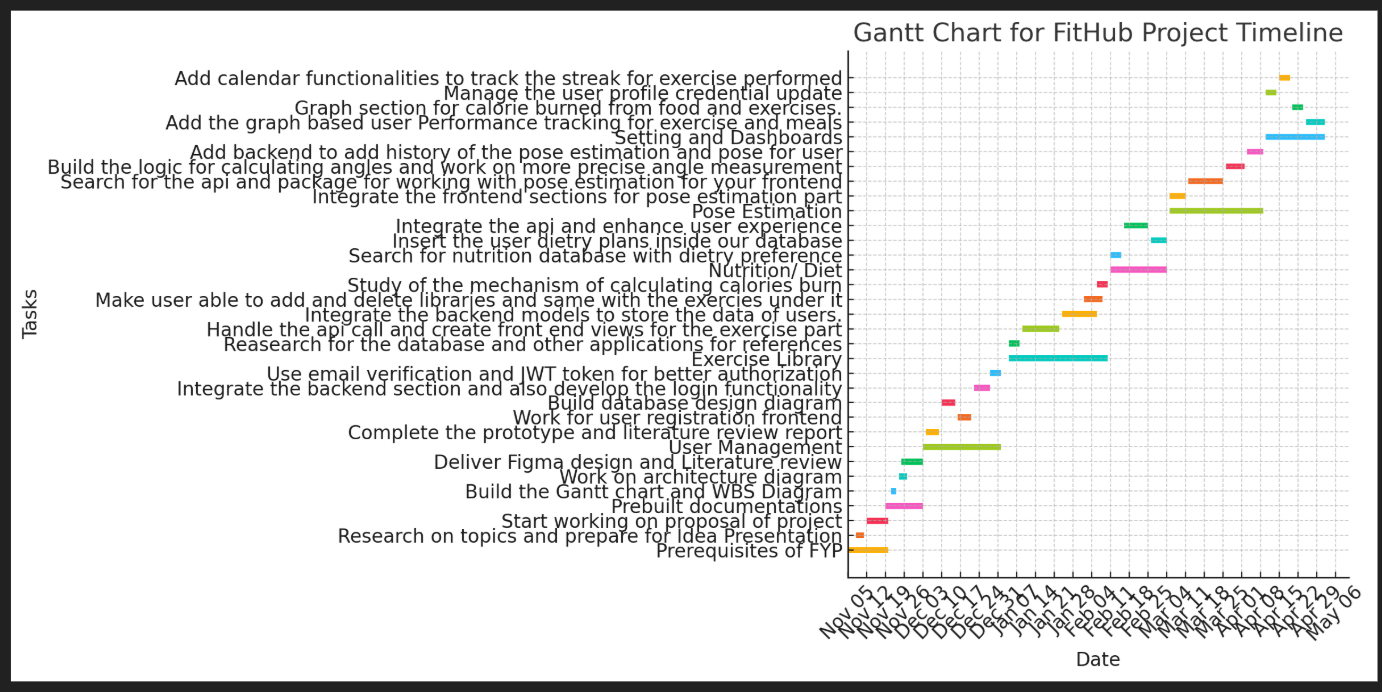 Gantt Chart for FitHub Project Timeline
Add calendar functionalities to track the streak for exercise performed
Manage the user profile credential update
Graph section for calorie burned from food and exercises.
Add the graph based user Performance tracking for exercise and meals
Setting and Dashboards
Add backend to add history of the pose estimation and pose for user
Build the logic for calculating angles and work on more precise angle measurement
Search for the api and package for working with pose estimation for your frontend
Integrate the frontend sections for pose estimation part
Pose Estimation
Integrate the api and enhance user experience
Insert the user dietry plans inside our database
Search for nutrition database with dietry preference
Nutrition/ Diet
Study of the mechanism of calculating calories burn
Make user able to add and delete libraries and same with the exercies under it
Integrate the backend models to store the data of users.
Handle the api call and create front end views for the exercise part
Reasearch for the database and other applications for references
Exercise Library
Use email verification and JWT token for better authorization
Integrate the backend section and also develop the login functionality
Build database design diagram
Work for user registration frontend
Complete the prototype and literature review report
User Management
Deliver Figma design and Literature review
Work on architecture diagram
Build the Gantt chart and WBS Diagram
Prebuilt documentations
Start working on proposal of project
Research on topics and prepare for Idea Presentation
Prerequisites of FYP
Tasks
Nov 05
Nov 12
Nov 19
Nov 26
Dec 03
Dec 10
Dec 17
Dec 24
Dec 31
Jan 07
Jan 14
Jan 21
Jan 28
Feb 04
Feb 11
Feb 18
Feb 25
Mar 04
Mar 11
Mar 18
Mar 25
Apr 01
Apr 08
Apr 15
Apr 22
Apr 29
May 06
Date